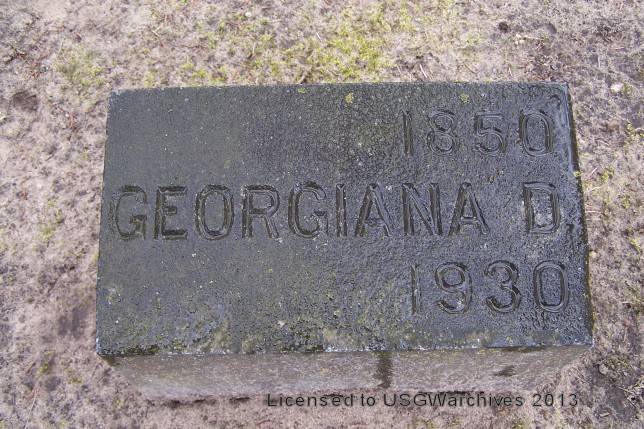 1850
GEORGIANA D
1930
Licensed to USGWarchives 2013